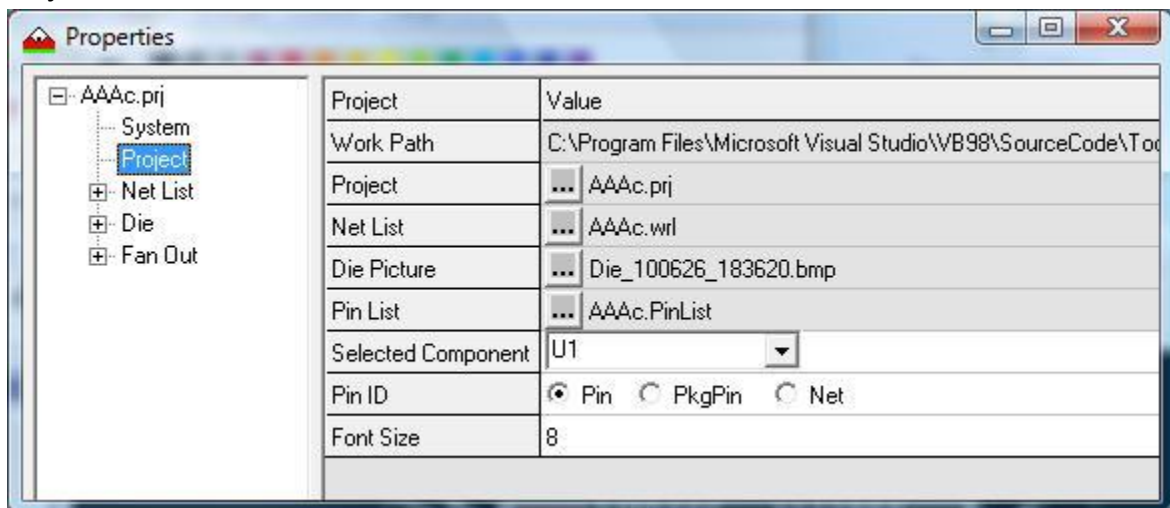 Properties
AAAc.prj
System
Project
Net List
Die
Fan Out
Project Value
Work Path C:\Program Files\Microsoft Visual Studio\VB98\SourceCode\Too
Project ... AAAc.prj
Net List ... AAAc.wrl
Die Picture ... Die_100626_183620.bmp
Pin List ... AAAc.PinList
Selected Component U1
Pin ID Pin PkgPin Net
Font Size 8